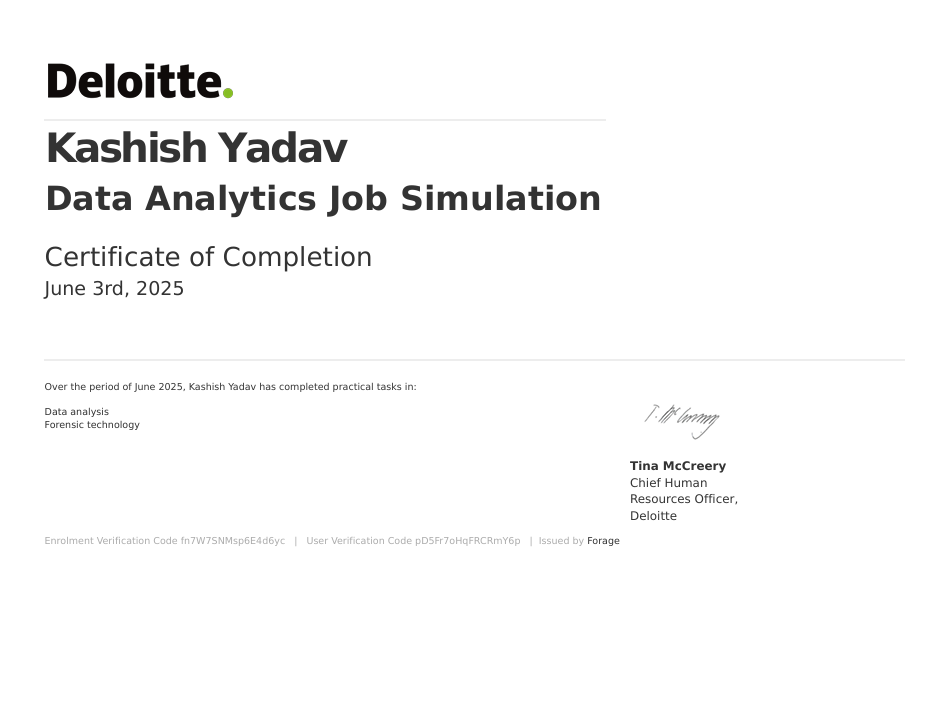 Deloitte.
Kashish Yadav
Data Analytics Job Simulation
Certificate of Completion
June 3rd, 2025
Over the period of June 2025, Kashish Yadav has completed practical tasks in:
Data analysis
Forensic technology
T. McCreery
Tina McCreery
Chief Human
Resources Officer,
Deloitte
Enrolment Verification Code fn7W7SNMsp6E4d6yc | User Verification Code pD5Fr7oHqFRCRmY6p | Issued by Forage